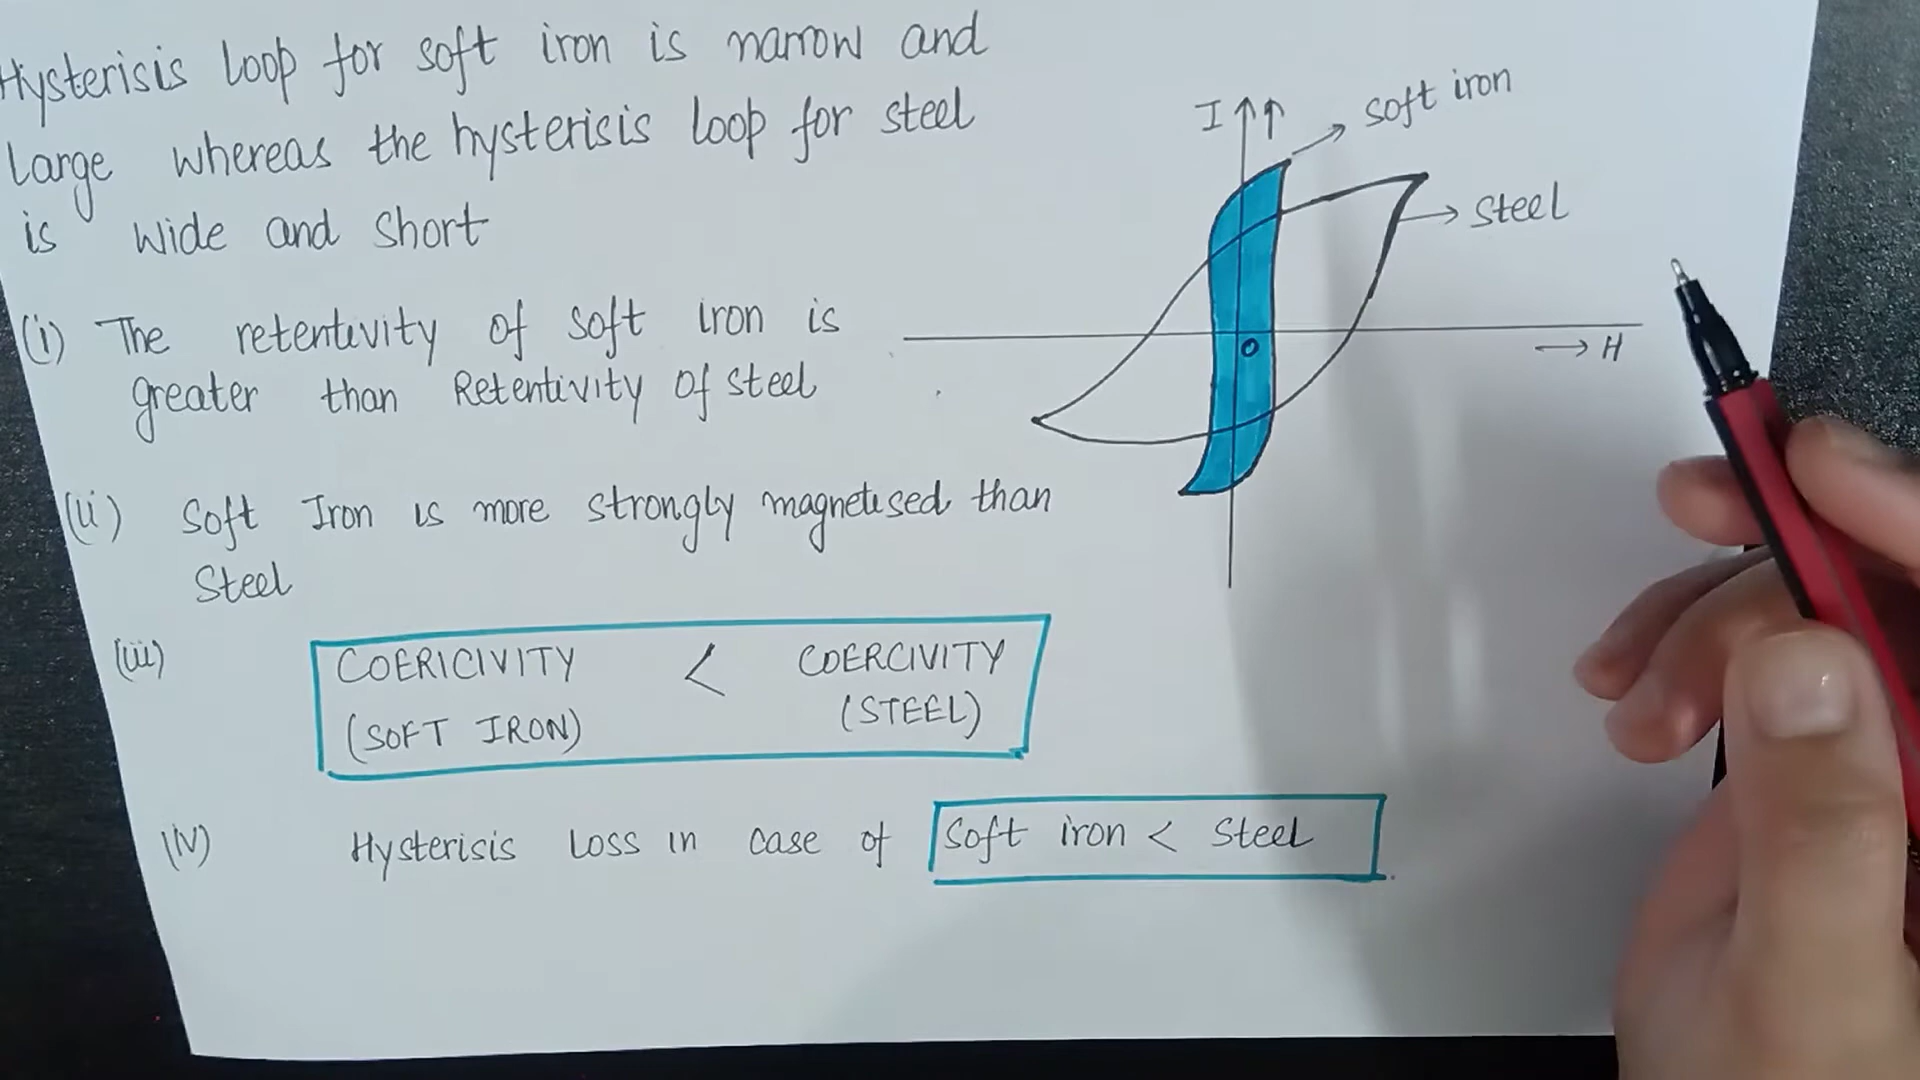 Hysterisis loop for soft iron is narrow and
large whereas the hysterisis loop for steel
is wide and short
(i) The retentivity of soft iron is
greater than Retentivity of steel
(ii) Soft Iron is more strongly magnetised than
Steel
(iii)
COERICIVITY < COERCIVITY
(SOFT IRON) (STEEL)
(IV) Hysterisis Loss in case of Soft iron < Steel
I
soft iron
Steel
O
H